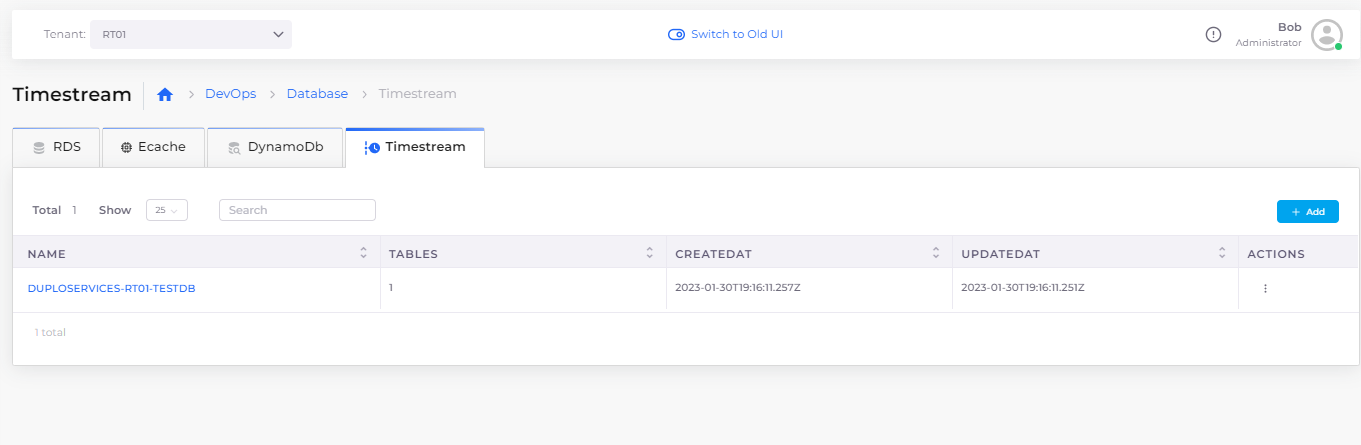 Tenant: RT01 Switch to Old UI Bob
Administrator
Timestream DevOps Database Timestream
RDS Ecache DynamoDb Timestream
Total 1 Show 25 Search + Add
NAME TABLES CREATEDAT UPDATEDAT ACTIONS
DUPLOSERVICES-RT01-TESTDB 1 2023-01-30T19:16:11.257Z 2023-01-30T19:16:11.251Z
1 total